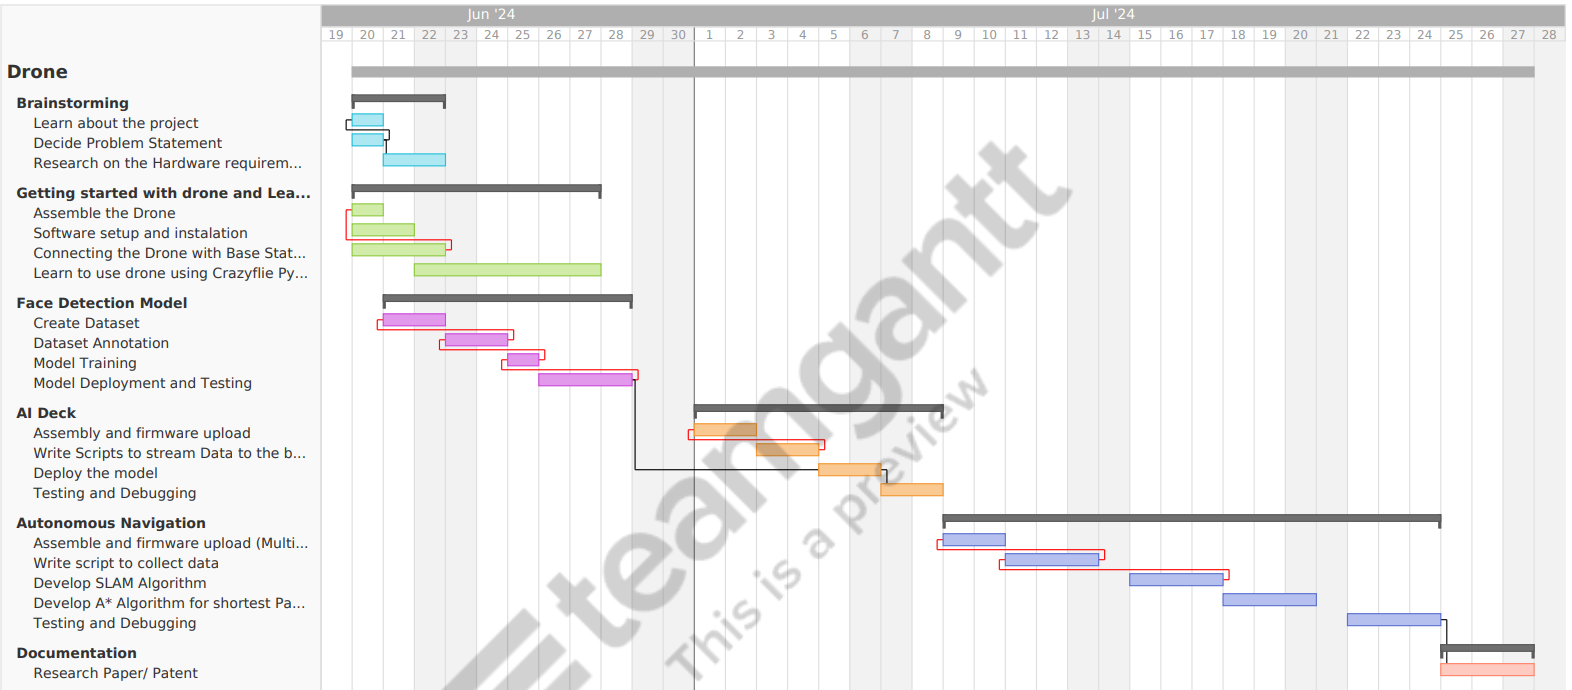 Jun '24 Jul '24
19 20 21 22 23 24 25 26 27 28 29 30 1 2 3 4 5 6 7 8 9 10 11 12 13 14 15 16 17 18 19 20 21 22 23 24 25 26 27 28
Drone
Brainstorming
Learn about the project
Decide Problem Statement
Research on the Hardware requirem...
Getting started with drone and Lea...
Assemble the Drone
Software setup and instalation
Connecting the Drone with Base Stat...
Learn to use drone using Crazyflie Py...
Face Detection Model
Create Dataset
Dataset Annotation
Model Training
Model Deployment and Testing
AI Deck
Assembly and firmware upload
Write Scripts to stream Data to the b...
Deploy the model
Testing and Debugging
Autonomous Navigation
Assemble and firmware upload (Multi...
Write script to collect data
Develop SLAM Algorithm
Develop A* Algorithm for shortest Pa...
Testing and Debugging
Documentation
Research Paper/ Patent
teamgantt
This is a preview